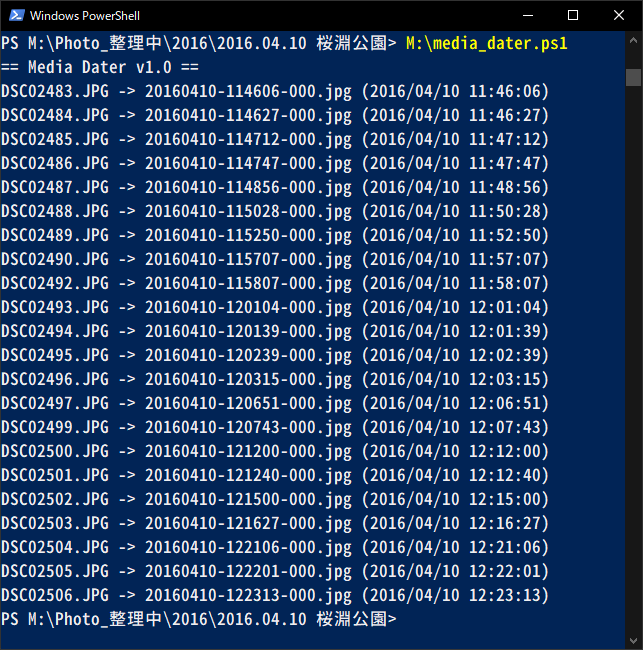 Windows PowerShell
PS M:\Photo_整理中\2016\2016.04.10 桜淵公園> M:\media_dater.ps1
== Media Dater v1.0 ==
DSC02483.JPG -> 20160410-114606-000.jpg (2016/04/10 11:46:06)
DSC02484.JPG -> 20160410-114627-000.jpg (2016/04/10 11:46:27)
DSC02485.JPG -> 20160410-114712-000.jpg (2016/04/10 11:47:12)
DSC02486.JPG -> 20160410-114747-000.jpg (2016/04/10 11:47:47)
DSC02487.JPG -> 20160410-114856-000.jpg (2016/04/10 11:48:56)
DSC02488.JPG -> 20160410-115028-000.jpg (2016/04/10 11:50:28)
DSC02489.JPG -> 20160410-115250-000.jpg (2016/04/10 11:52:50)
DSC02490.JPG -> 20160410-115707-000.jpg (2016/04/10 11:57:07)
DSC02492.JPG -> 20160410-115807-000.jpg (2016/04/10 11:58:07)
DSC02493.JPG -> 20160410-120104-000.jpg (2016/04/10 12:01:04)
DSC02494.JPG -> 20160410-120139-000.jpg (2016/04/10 12:01:39)
DSC02495.JPG -> 20160410-120239-000.jpg (2016/04/10 12:02:39)
DSC02496.JPG -> 20160410-120315-000.jpg (2016/04/10 12:03:15)
DSC02497.JPG -> 20160410-120651-000.jpg (2016/04/10 12:06:51)
DSC02499.JPG -> 20160410-120743-000.jpg (2016/04/10 12:07:43)
DSC02500.JPG -> 20160410-121200-000.jpg (2016/04/10 12:12:00)
DSC02501.JPG -> 20160410-121240-000.jpg (2016/04/10 12:12:40)
DSC02502.JPG -> 20160410-121500-000.jpg (2016/04/10 12:15:00)
DSC02503.JPG -> 20160410-121627-000.jpg (2016/04/10 12:16:27)
DSC02504.JPG -> 20160410-122106-000.jpg (2016/04/10 12:21:06)
DSC02505.JPG -> 20160410-122201-000.jpg (2016/04/10 12:22:01)
DSC02506.JPG -> 20160410-122313-000.jpg (2016/04/10 12:23:13)
PS M:\Photo_整理中\2016\2016.04.10 桜淵公園>